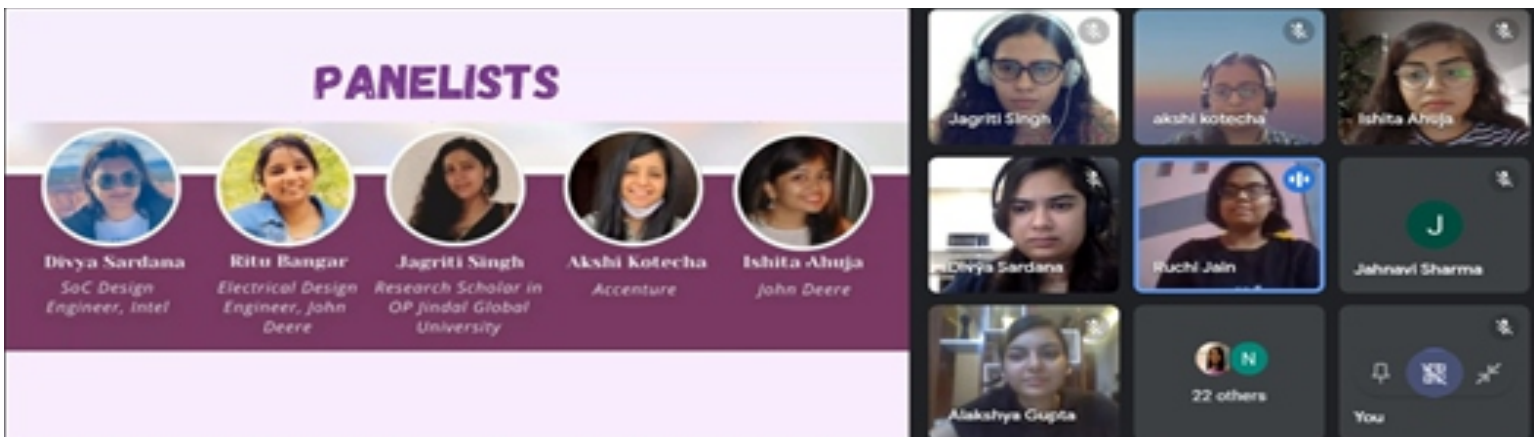 PANELISTS
Divya Sardana
SoC Design
Engineer, Intel
Ritu Bangar
Electrical Design
Engineer, John
Deere
Jagriti Singh
Research Scholar in
OP Jindal Global
University
Akshi Kotecha
Accenture
Ishita Ahuja
John Deere
Jagriti Singh
akshi kotecha
Ishita Ahuja
Divya Sardana
Ruchi Jain
J
Jahnavi Sharma
Alakshya Gupta
N
22 others
You